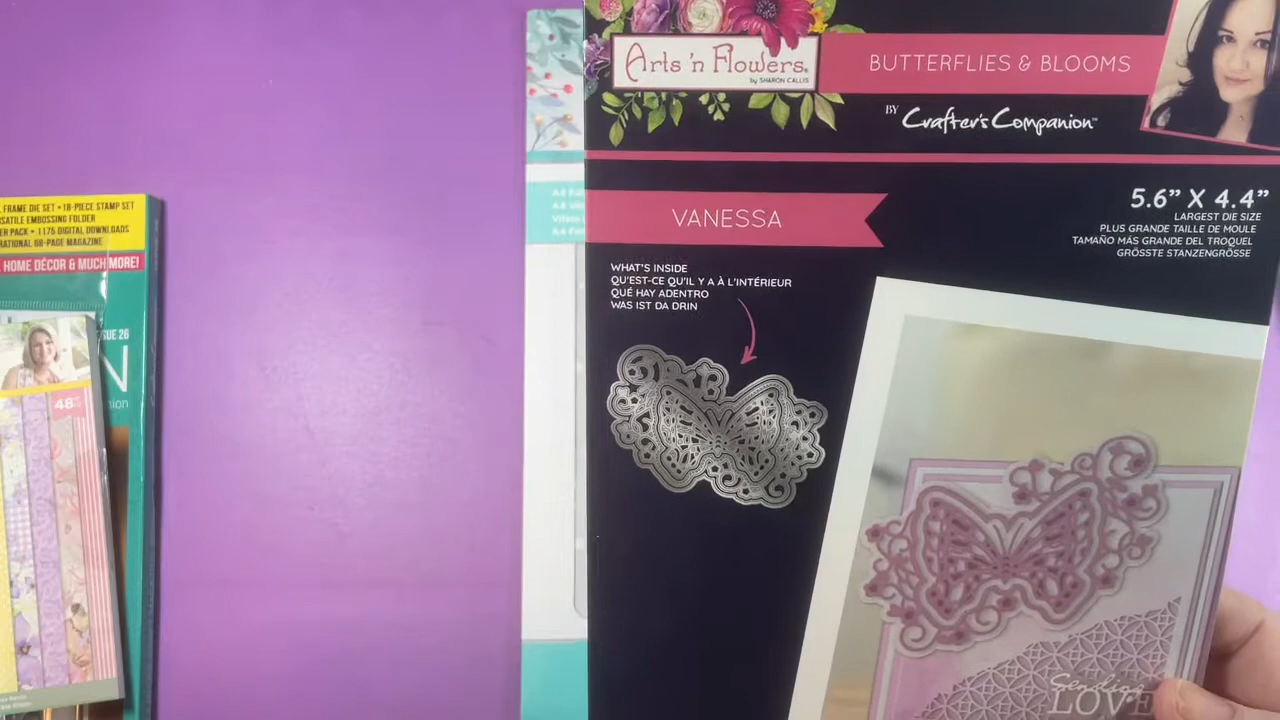 FRAME DIE SET • 18-PIECE STAMP SET
SATILE EMBOSSING FOLDER
ER PACK • 1175 DIGITAL DOWNLOADS
RATIONAL 68-PAGE MAGAZINE
HOME DÉCOR & MUCH MORE!
SUE 26
N
48
Arts 'n Flowers®
by SHARON CALLIS
BUTTERFLIES & BLOOMS
BY Crafter's Companion™
VANESSA
5.6” X 4.4”
LARGEST DIE SIZE
PLUS GRANDE TAILLE DE MOULE
TAMAÑO MÁS GRANDE DEL TROQUEL
GRÖSSTE STANZENGRÖSSE
WHAT'S INSIDE
QU'EST-CE QU'IL Y A À L'INTÉRIEUR
QUÉ HAY ADENTRO
WAS IST DA DRIN
Sending
LOVE